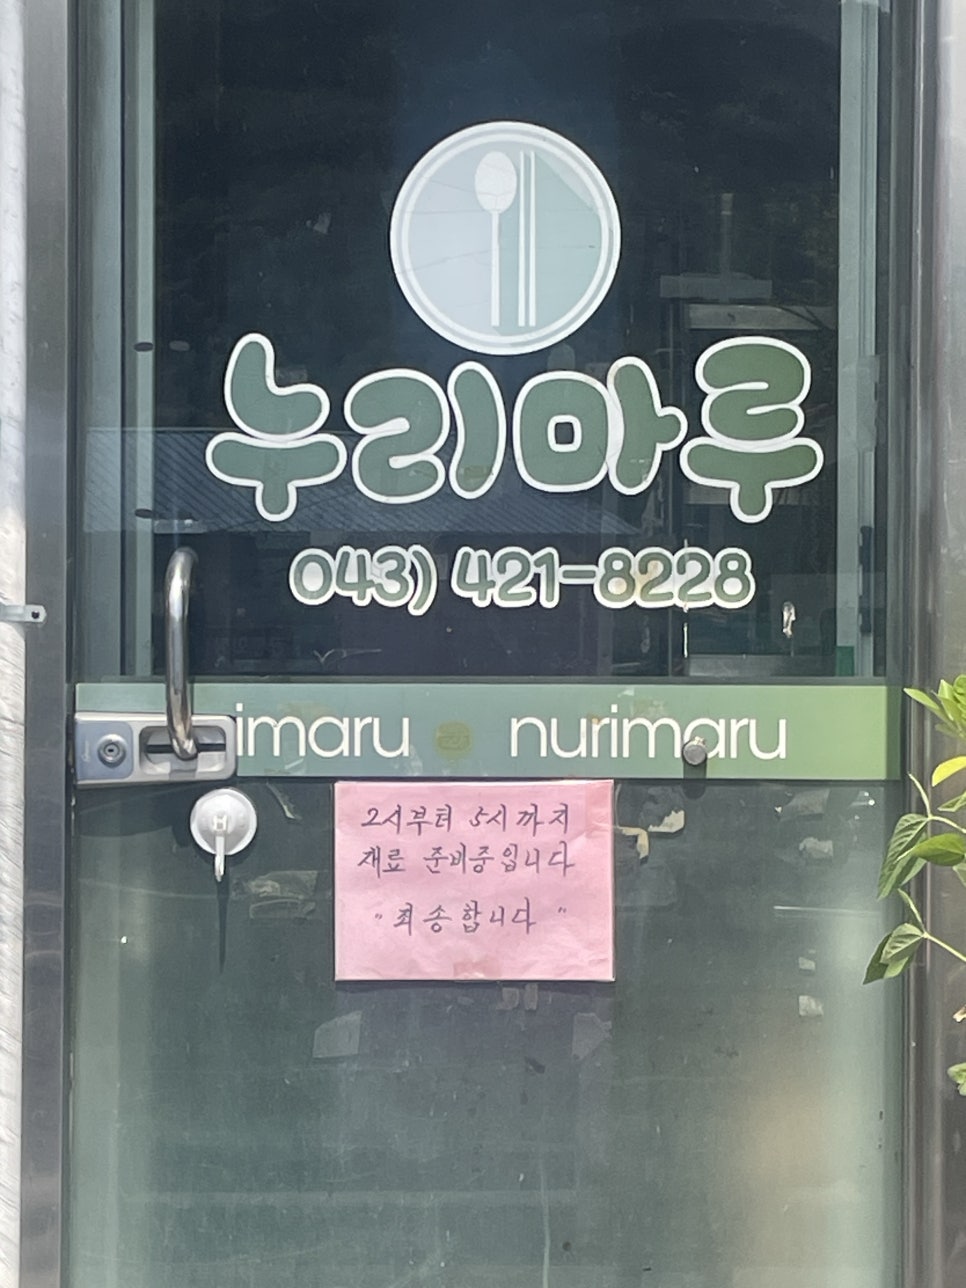 누리마루
043) 421-8228
imaru nurimaru
2시부터 5시까지
재료 준비중입니다
"죄송합니다"